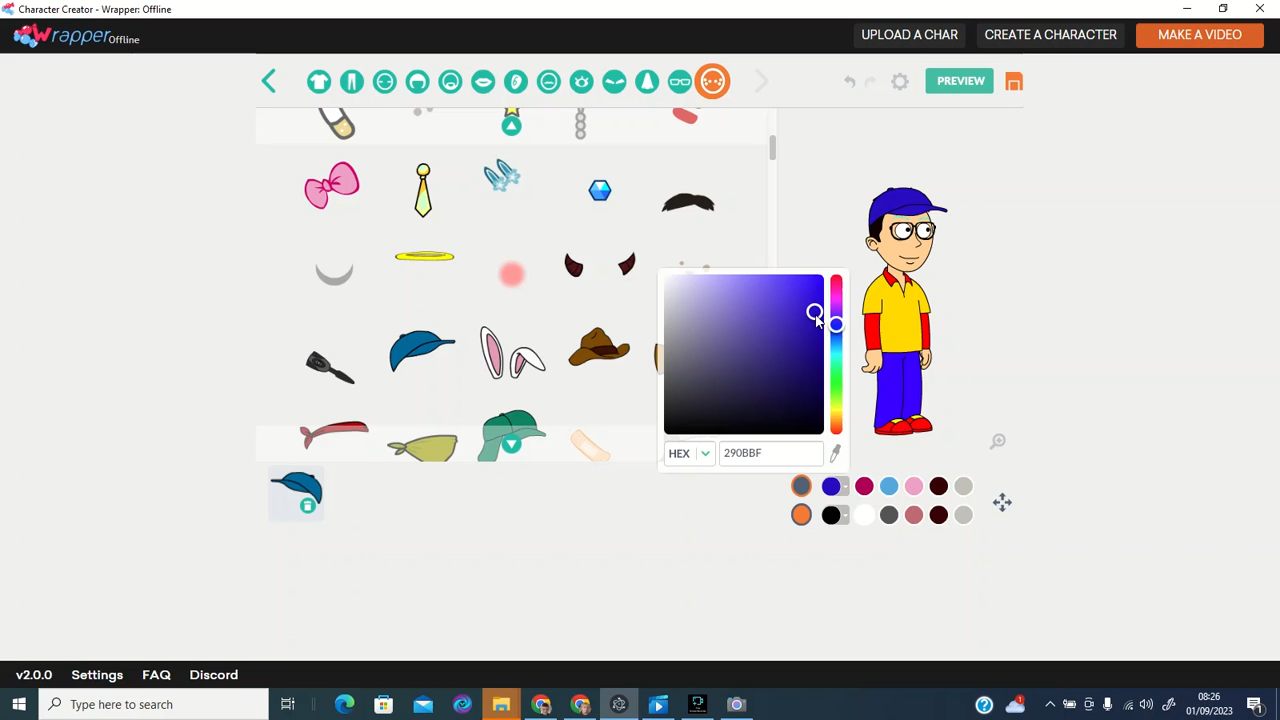 Character Creator - Wrapper: Offline
Wrapper Offline
UPLOAD A CHAR
CREATE A CHARACTER
MAKE A VIDEO
PREVIEW
HEX
290BBF
v2.0.0
Settings
FAQ
Discord
Type here to search
08:26
01/09/2023